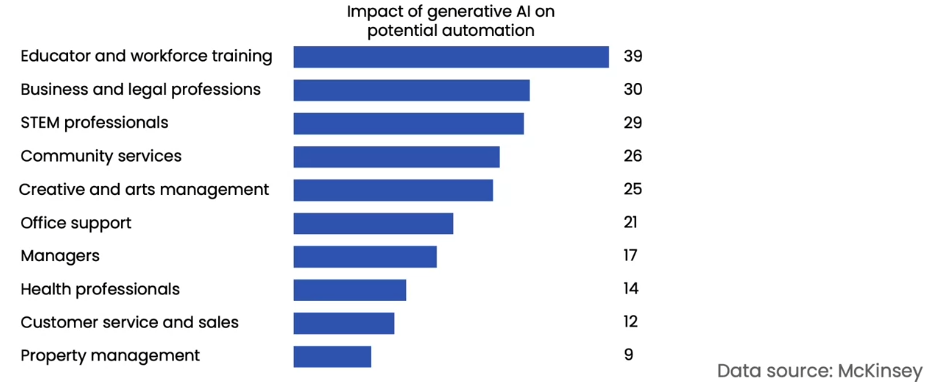 Impact of generative AI on
potential automation
Educator and workforce training 39
Business and legal professions 30
STEM professionals 29
Community services 26
Creative and arts management 25
Office support 21
Managers 17
Health professionals 14
Customer service and sales 12
Property management 9
Data source: McKinsey